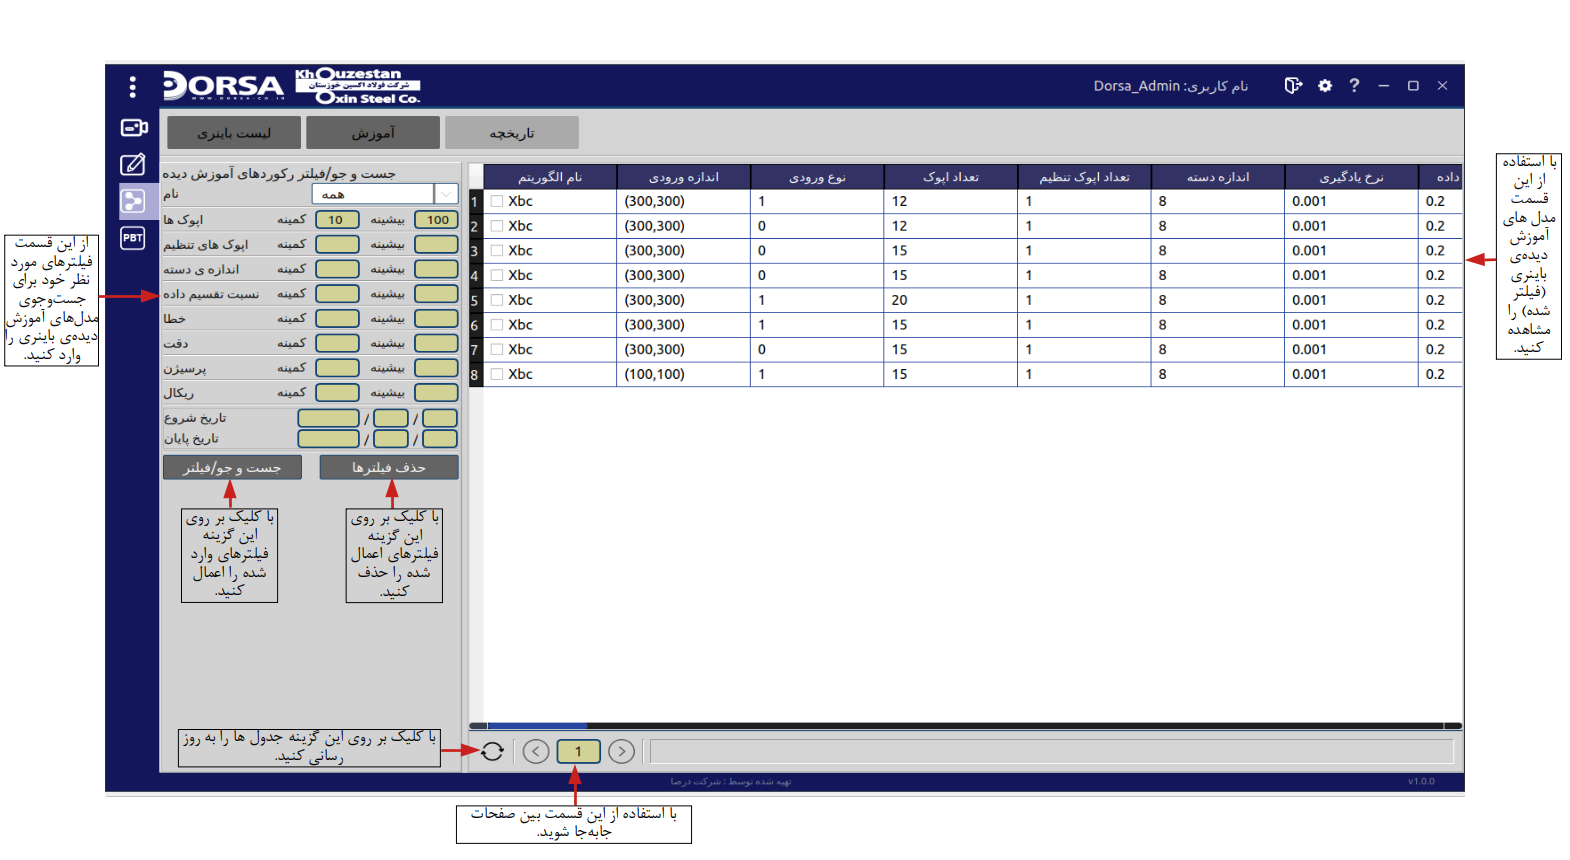 DORSA
WWW.DORSA-CO.IR
Khouzestan
شرکت فولاد اکسین خوزستان
Oxin Steel Co.
نام کاربری: Dorsa_Admin
لیست باینری
آموزش
تاریخچه
جست و جو/فیلتر رکوردهای آموزش دیده
نام
همه
اپوک ها کمینه 10 بیشینه 100
اپوک های تنظیم کمینه بیشینه
اندازه ی دسته کمینه بیشینه
نسبت تقسیم داده کمینه بیشینه
خطا کمینه بیشینه
دقت کمینه بیشینه
پرسیژن کمینه بیشینه
ریکال کمینه بیشینه
تاریخ شروع / /
تاریخ پایان / /
جست و جو/فیلتر
حذف فیلترها
نام الگوریتم اندازه ورودی نوع ورودی تعداد اپوک تعداد اپوک تنظیم اندازه دسته نرخ یادگیری داده
1 Xbc (300,300) 1 12 1 8 0.001 0.2
2 Xbc (300,300) 0 12 1 8 0.001 0.2
3 Xbc (300,300) 0 15 1 8 0.001 0.2
4 Xbc (300,300) 0 15 1 8 0.001 0.2
5 Xbc (300,300) 1 20 1 8 0.001 0.2
6 Xbc (300,300) 1 15 1 8 0.001 0.2
7 Xbc (300,300) 0 15 1 8 0.001 0.2
8 Xbc (100,100) 1 15 1 8 0.001 0.2
PBT
از این قسمت
فیلترهای مورد
نظر خود برای
جست‌وجوی
مدل‌های آموزش
دیده‌ی باینری را
وارد کنید.
با استفاده
از این
قسمت
مدل های
آموزش
دیده‌ی
باینری
(فیلتر
شده) را
مشاهده
کنید.
با کلیک بر روی
این گزینه
فیلترهای وارد
شده را اعمال
کنید.
با کلیک بر روی
این گزینه
فیلترهای اعمال
شده را حذف
کنید.
با کلیک بر روی این گزینه جدول ها را به روز
رسانی کنید.
1
تهیه شده توسط : شرکت درصا
v1.0.0
با استفاده از این قسمت بین صفحات
جابه‌جا شوید.